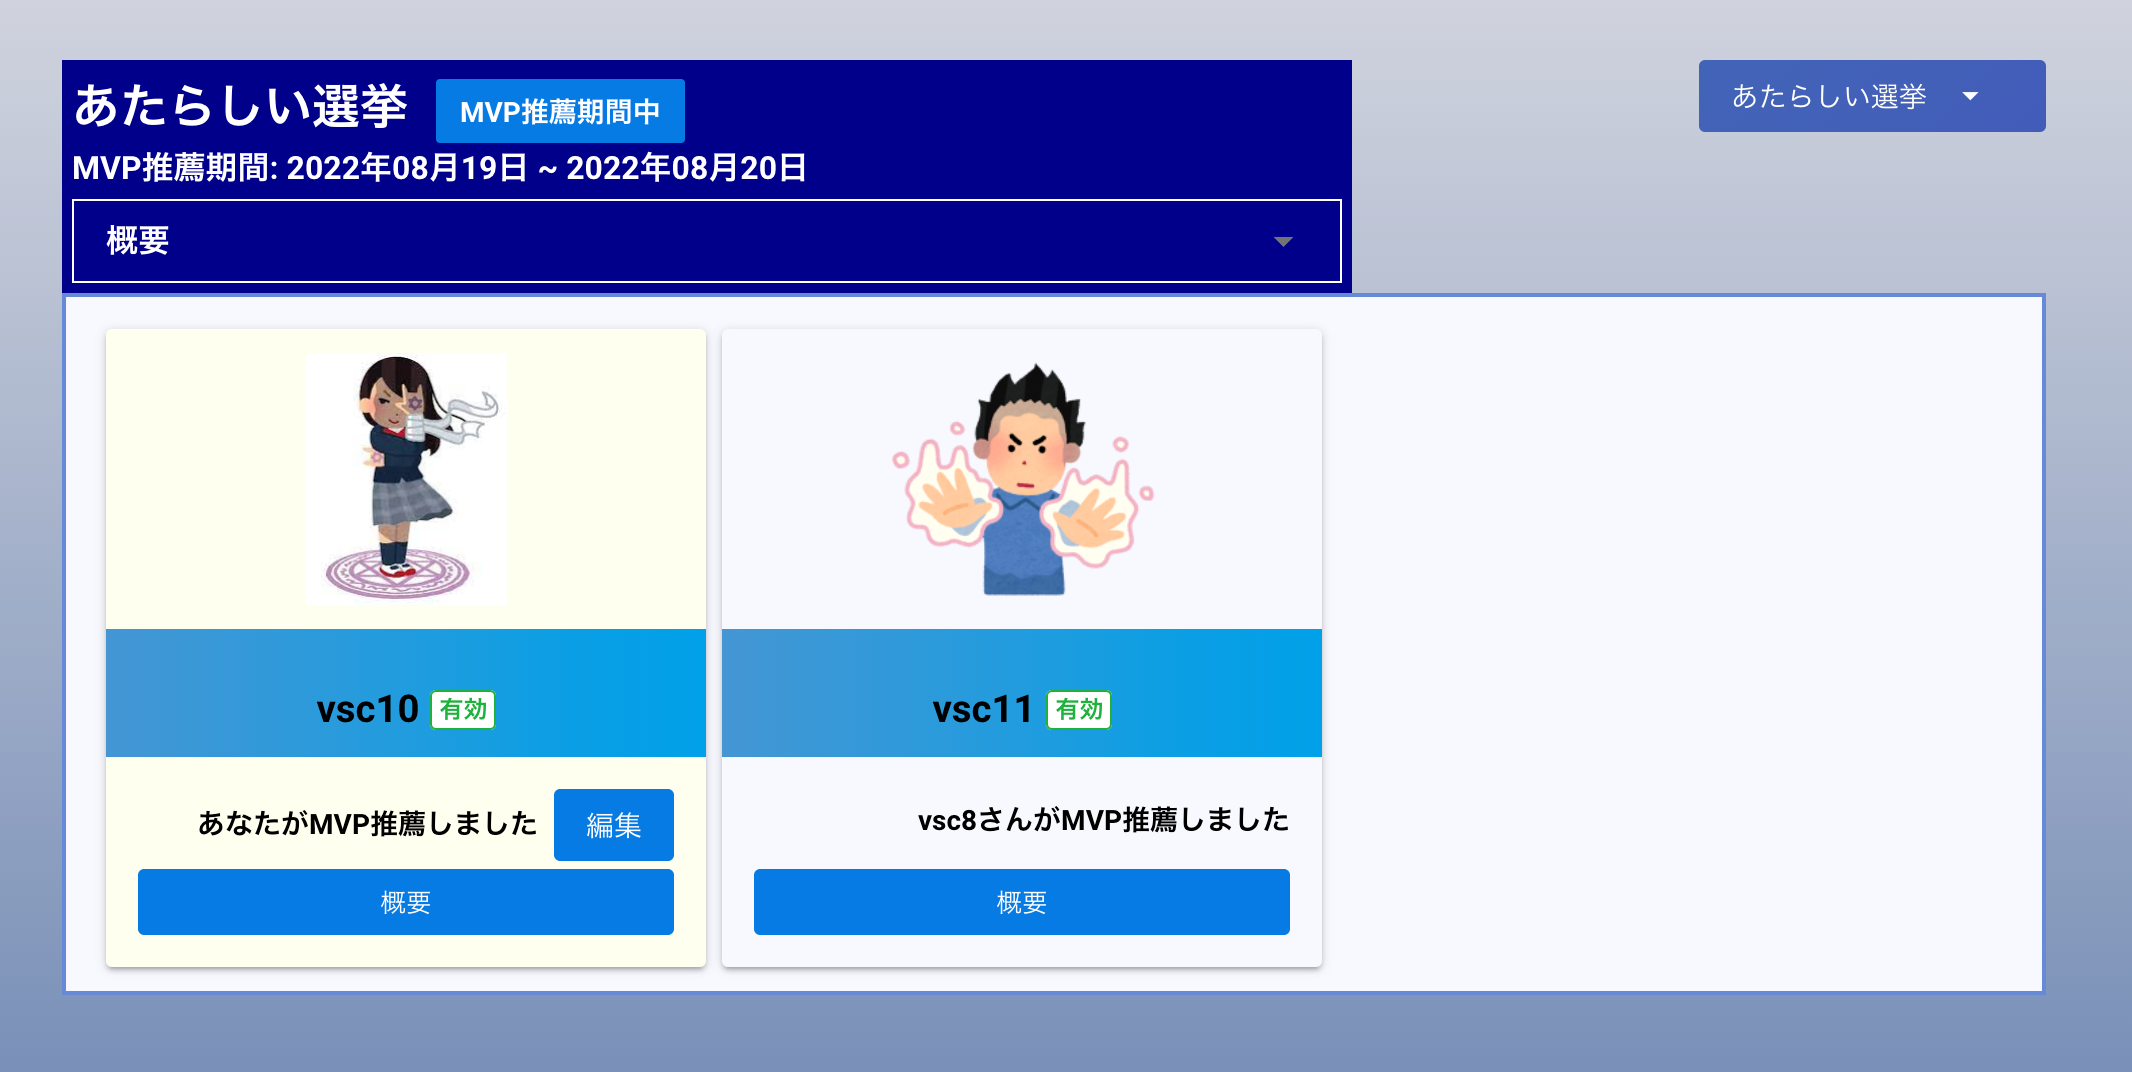 あたらしい選挙 MVP推薦期間中
あたらしい選挙
MVP推薦期間: 2022年08月19日 ~ 2022年08月20日
概要
vsc10 有効
あなたがMVP推薦しました 編集
概要
vsc11 有効
vsc8さんがMVP推薦しました
概要